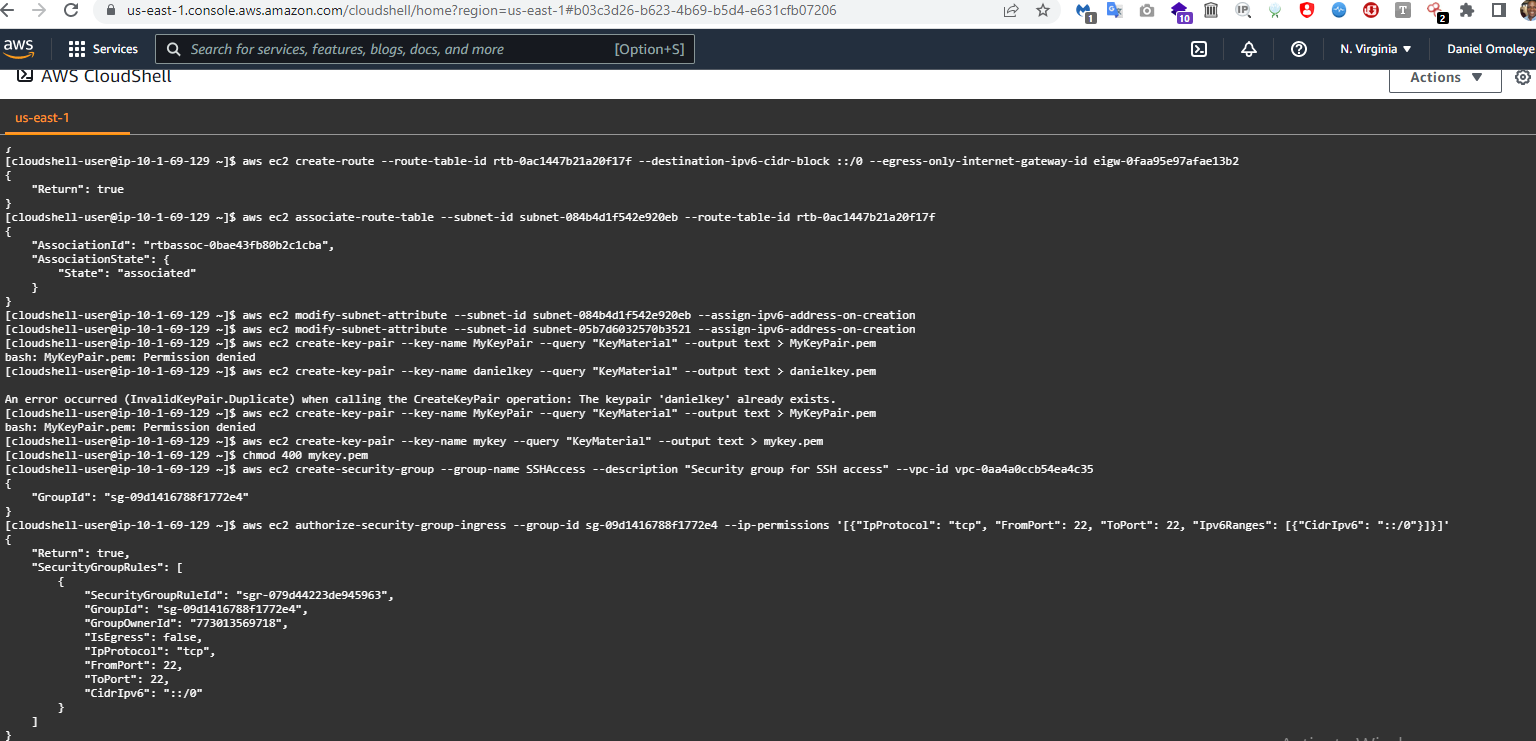 us-east-1.console.aws.amazon.com/cloudshell/home?region=us-east-1#b03c3d26-b623-4b69-b5d4-e631cfb07206
1
10
IP
T
2
aws
Services
Search for services, features, blogs, docs, and more
[Option+S]
N. Virginia
Daniel Omoleye
AWS CloudShell
Actions
us-east-1
}
[cloudshell-user@ip-10-1-69-129 ~]$ aws ec2 create-route --route-table-id rtb-0ac1447b21a20f17f --destination-ipv6-cidr-block ::/0 --egress-only-internet-gateway-id eigw-0faa95e97afae13b2
{
    "Return": true
}
[cloudshell-user@ip-10-1-69-129 ~]$ aws ec2 associate-route-table --subnet-id subnet-084b4d1f542e920eb --route-table-id rtb-0ac1447b21a20f17f
{
    "AssociationId": "rtbassoc-0bae43fb80b2c1cba",
    "AssociationState": {
        "State": "associated"
    }
}
[cloudshell-user@ip-10-1-69-129 ~]$ aws ec2 modify-subnet-attribute --subnet-id subnet-084b4d1f542e920eb --assign-ipv6-address-on-creation
[cloudshell-user@ip-10-1-69-129 ~]$ aws ec2 modify-subnet-attribute --subnet-id subnet-05b7d6032570b3521 --assign-ipv6-address-on-creation
[cloudshell-user@ip-10-1-69-129 ~]$ aws ec2 create-key-pair --key-name MyKeyPair --query "KeyMaterial" --output text > MyKeyPair.pem
bash: MyKeyPair.pem: Permission denied
[cloudshell-user@ip-10-1-69-129 ~]$ aws ec2 create-key-pair --key-name danielkey --query "KeyMaterial" --output text > danielkey.pem
An error occurred (InvalidKeyPair.Duplicate) when calling the CreateKeyPair operation: The keypair 'danielkey' already exists.
[cloudshell-user@ip-10-1-69-129 ~]$ aws ec2 create-key-pair --key-name MyKeyPair --query "KeyMaterial" --output text > MyKeyPair.pem
bash: MyKeyPair.pem: Permission denied
[cloudshell-user@ip-10-1-69-129 ~]$ aws ec2 create-key-pair --key-name mykey --query "KeyMaterial" --output text > mykey.pem
[cloudshell-user@ip-10-1-69-129 ~]$ chmod 400 mykey.pem
[cloudshell-user@ip-10-1-69-129 ~]$ aws ec2 create-security-group --group-name SSHAccess --description "Security group for SSH access" --vpc-id vpc-0aa4a0ccb54ea4c35
{
    "GroupId": "sg-09d1416788f1772e4"
}
[cloudshell-user@ip-10-1-69-129 ~]$ aws ec2 authorize-security-group-ingress --group-id sg-09d1416788f1772e4 --ip-permissions '[{"IpProtocol": "tcp", "FromPort": 22, "ToPort": 22, "Ipv6Ranges": [{"CidrIpv6": "::/0"}]}]'
{
    "Return": true,
    "SecurityGroupRules": [
        {
            "SecurityGroupRuleId": "sgr-079d44223de945963",
            "GroupId": "sg-09d1416788f1772e4",
            "GroupOwnerId": "773013569718",
            "IsEgress": false,
            "IpProtocol": "tcp",
            "FromPort": 22,
            "ToPort": 22,
            "CidrIpv6": "::/0"
        }
    ]
}